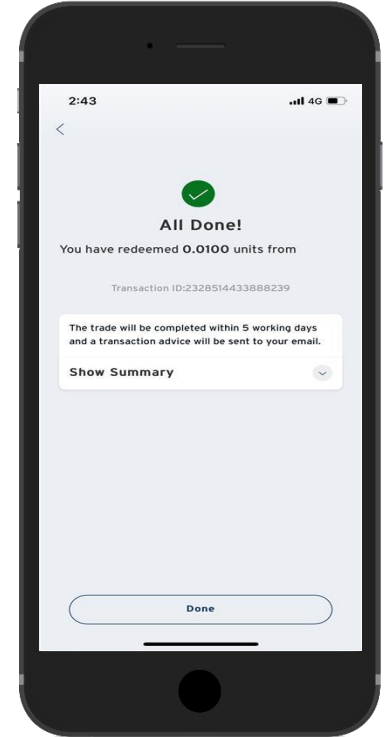 2:43
4G
All Done!
You have redeemed 0.0100 units from
Transaction ID:2328514433888239
The trade will be completed within 5 working days
and a transaction advice will be sent to your email.
Show Summary
Done